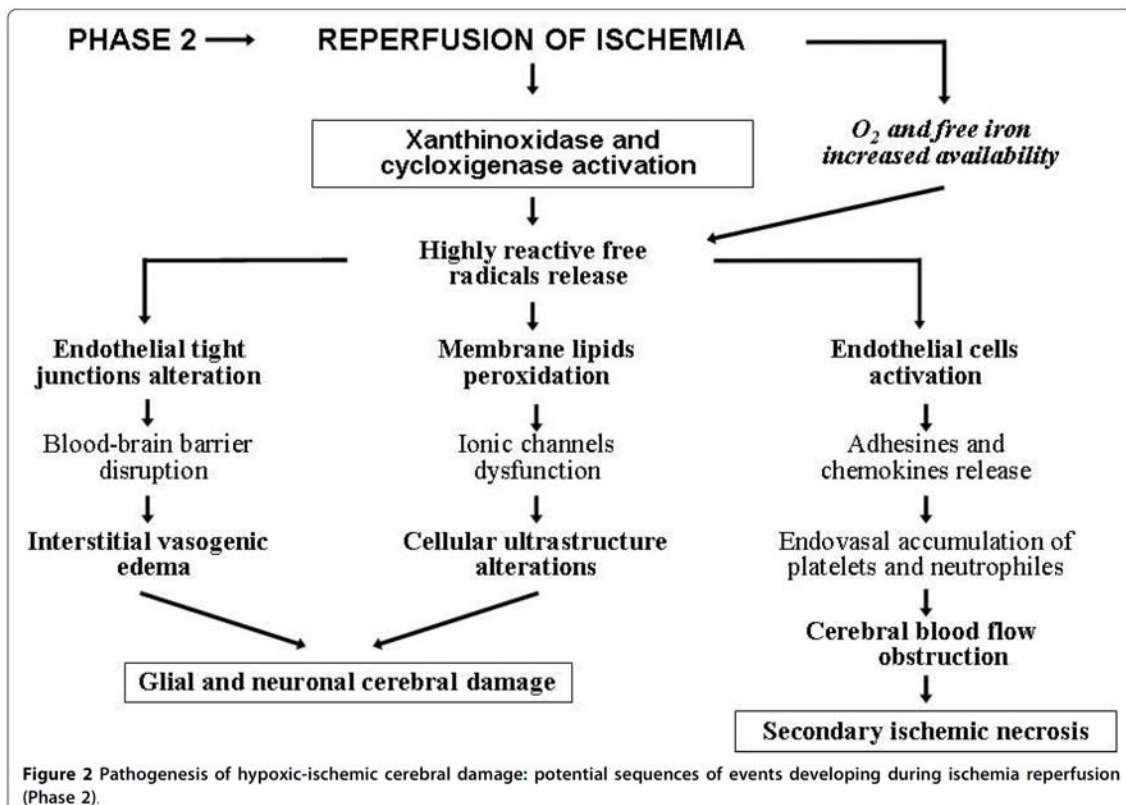 PHASE 2
REPERFUSION OF ISCHEMIA
Xanthinoxidase and
cycloxigenase activation
O2 and free iron
increased availability
Highly reactive free
radicals release
Endothelial tight
junctions alteration
Blood-brain barrier
disruption
Interstitial vasogenic
edema
Membrane lipids
peroxidation
Ionic channels
dysfunction
Cellular ultrastructure
alterations
Glial and neuronal cerebral damage
Endothelial cells
activation
Adhesines and
chemokines release
Endovasal accumulation of
platelets and neutrophiles
Cerebral blood flow
obstruction
Secondary ischemic necrosis
Figure 2 Pathogenesis of hypoxic-ischemic cerebral damage: potential sequences of events developing during ischemia reperfusion
(Phase 2).